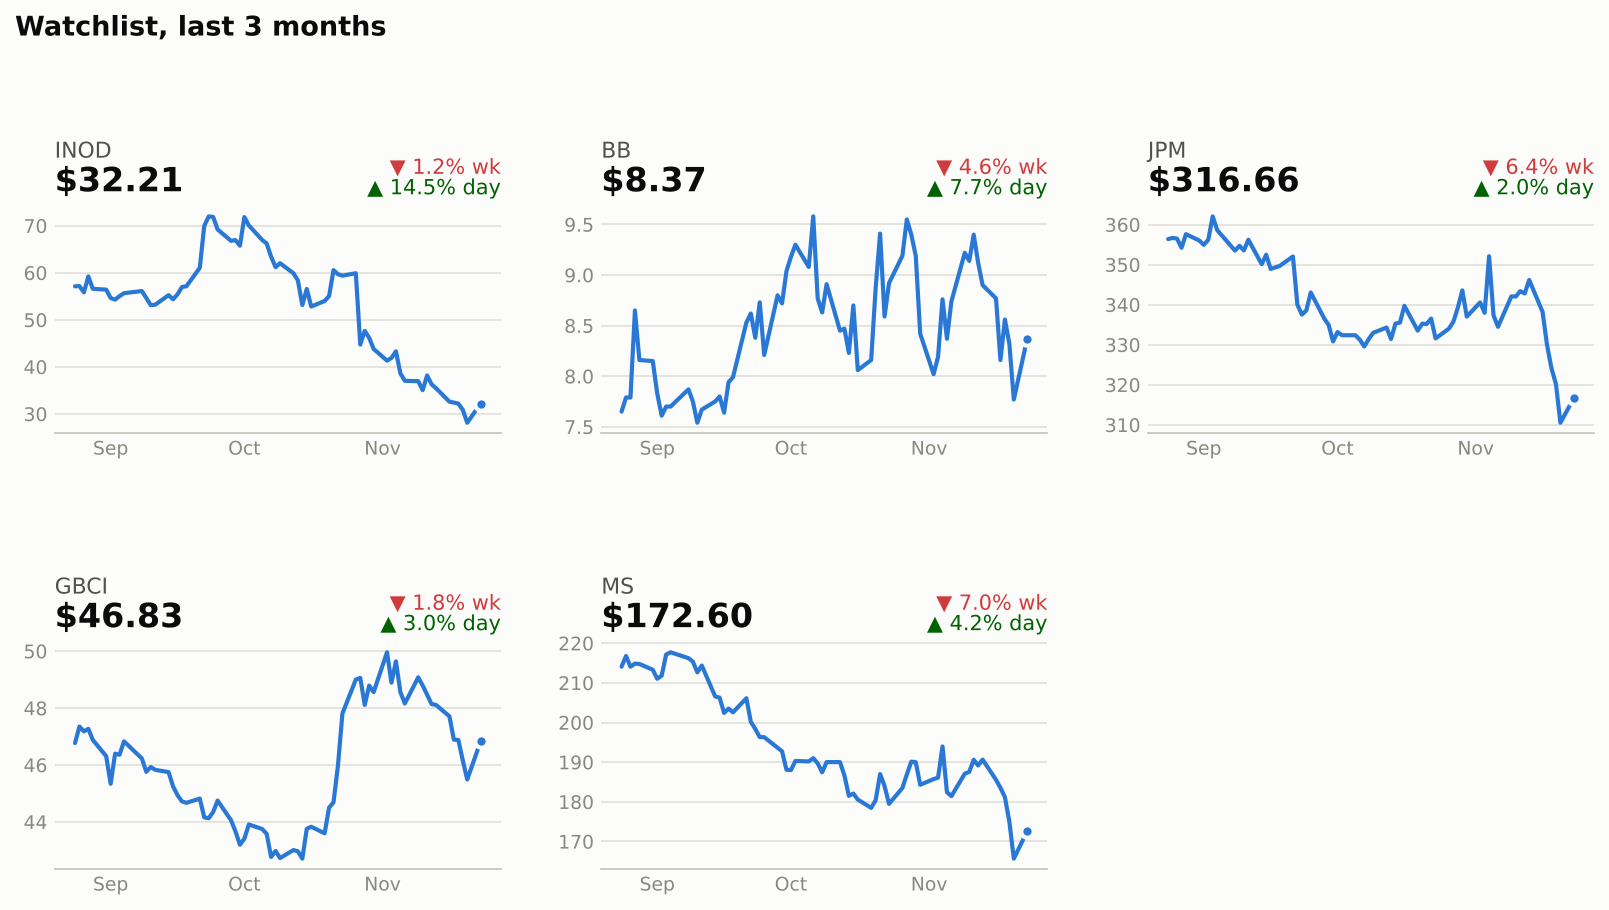 Watchlist, last 3 months
INOD
$32.21
▼ 1.2% wk
▲ 14.5% day
70
60
50
40
30
Sep Oct Nov
BB
$8.37
▼ 4.6% wk
▲ 7.7% day
9.5
9.0
8.5
8.0
7.5
Sep Oct Nov
JPM
$316.66
▼ 6.4% wk
▲ 2.0% day
360
350
340
330
320
310
Sep Oct Nov
GBCI
$46.83
▼ 1.8% wk
▲ 3.0% day
50
48
46
44
Sep Oct Nov
MS
$172.60
▼ 7.0% wk
▲ 4.2% day
220
210
200
190
180
170
Sep Oct Nov